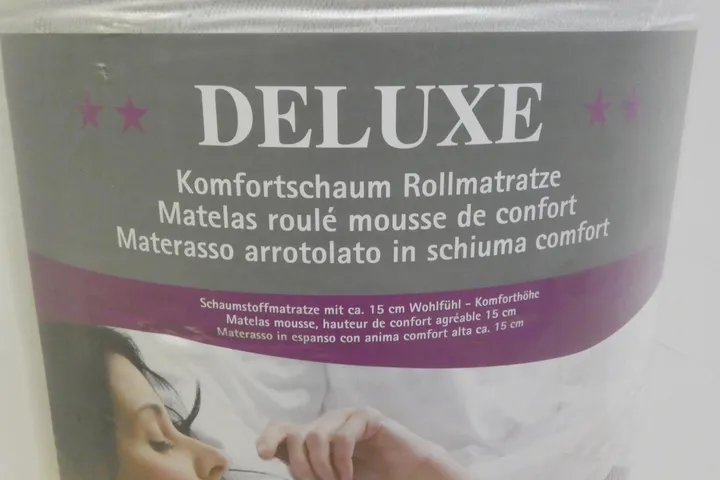 DELUXE
Komfortschaum Rollmatratze
Matelas roulé mousse de confort
Materasso arrotolato in schiuma comfort
Schaumstoffmatratze mit ca. 15 cm Wohlfühl - Komforthöhe
Matelas mousse, hauteur de confort agréable 15 cm
Materasso in espanso con anima comfort alta ca. 15 cm